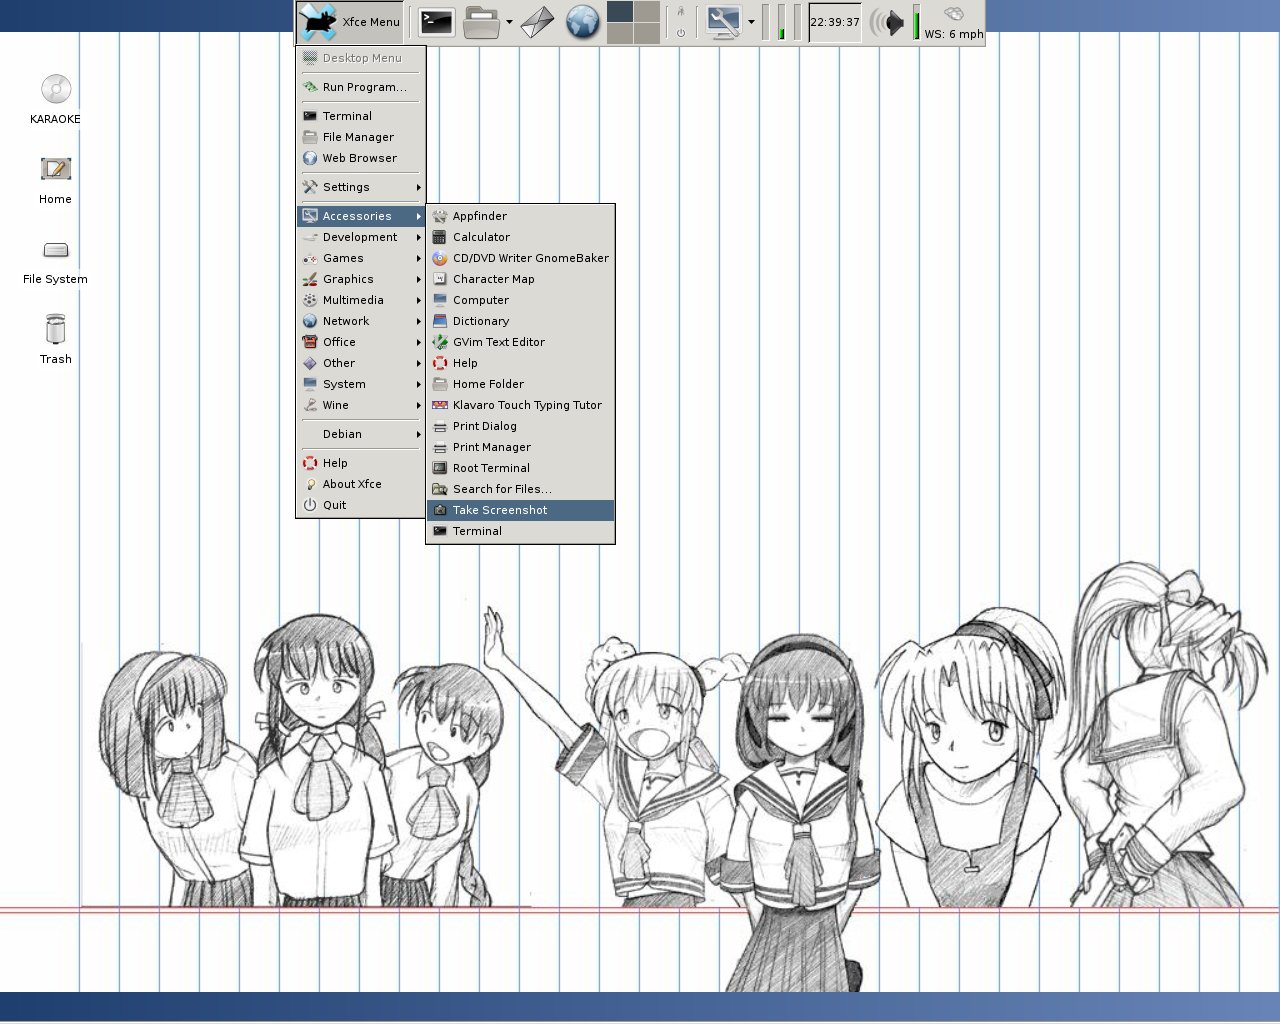 Xfce Menu
22:39:37
WS: 6 mph
KARAOKE
Home
File System
Trash
Desktop Menu
Run Program...
Terminal
File Manager
Web Browser
Settings
Accessories
Development
Games
Graphics
Multimedia
Network
Office
Other
System
Wine
Debian
Help
About Xfce
Quit
Appfinder
Calculator
CD/DVD Writer GnomeBaker
Character Map
Computer
Dictionary
GVim Text Editor
Help
Home Folder
Klavaro Touch Typing Tutor
Print Dialog
Print Manager
Root Terminal
Search for Files...
Take Screenshot
Terminal